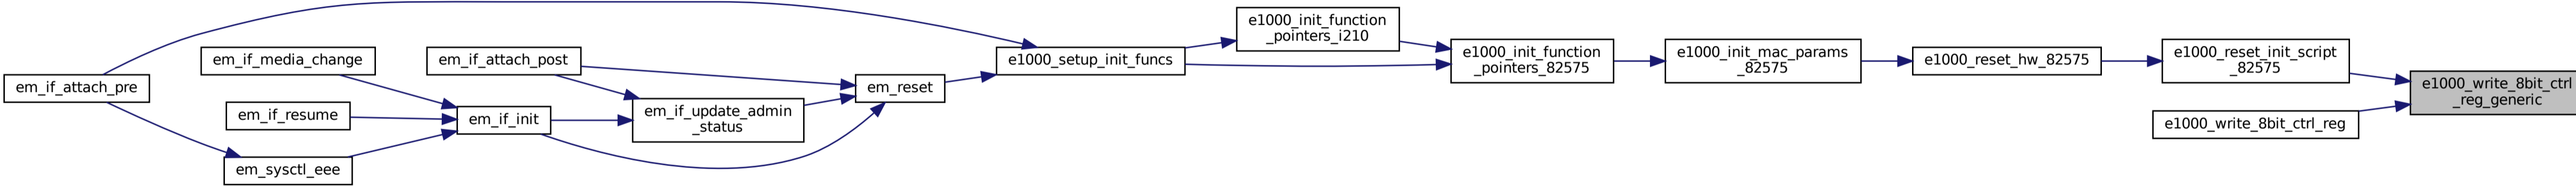 em_if_attach_pre
em_if_media_change
em_if_resume
em_sysctl_eee
em_if_attach_post
em_if_init
em_if_update_admin
_status
em_reset
e1000_setup_init_funcs
e1000_init_function
_pointers_i210
e1000_init_function
_pointers_82575
e1000_init_mac_params
_82575
e1000_reset_hw_82575
e1000_reset_init_script
_82575
e1000_write_8bit_ctrl_reg
e1000_write_8bit_ctrl
_reg_generic